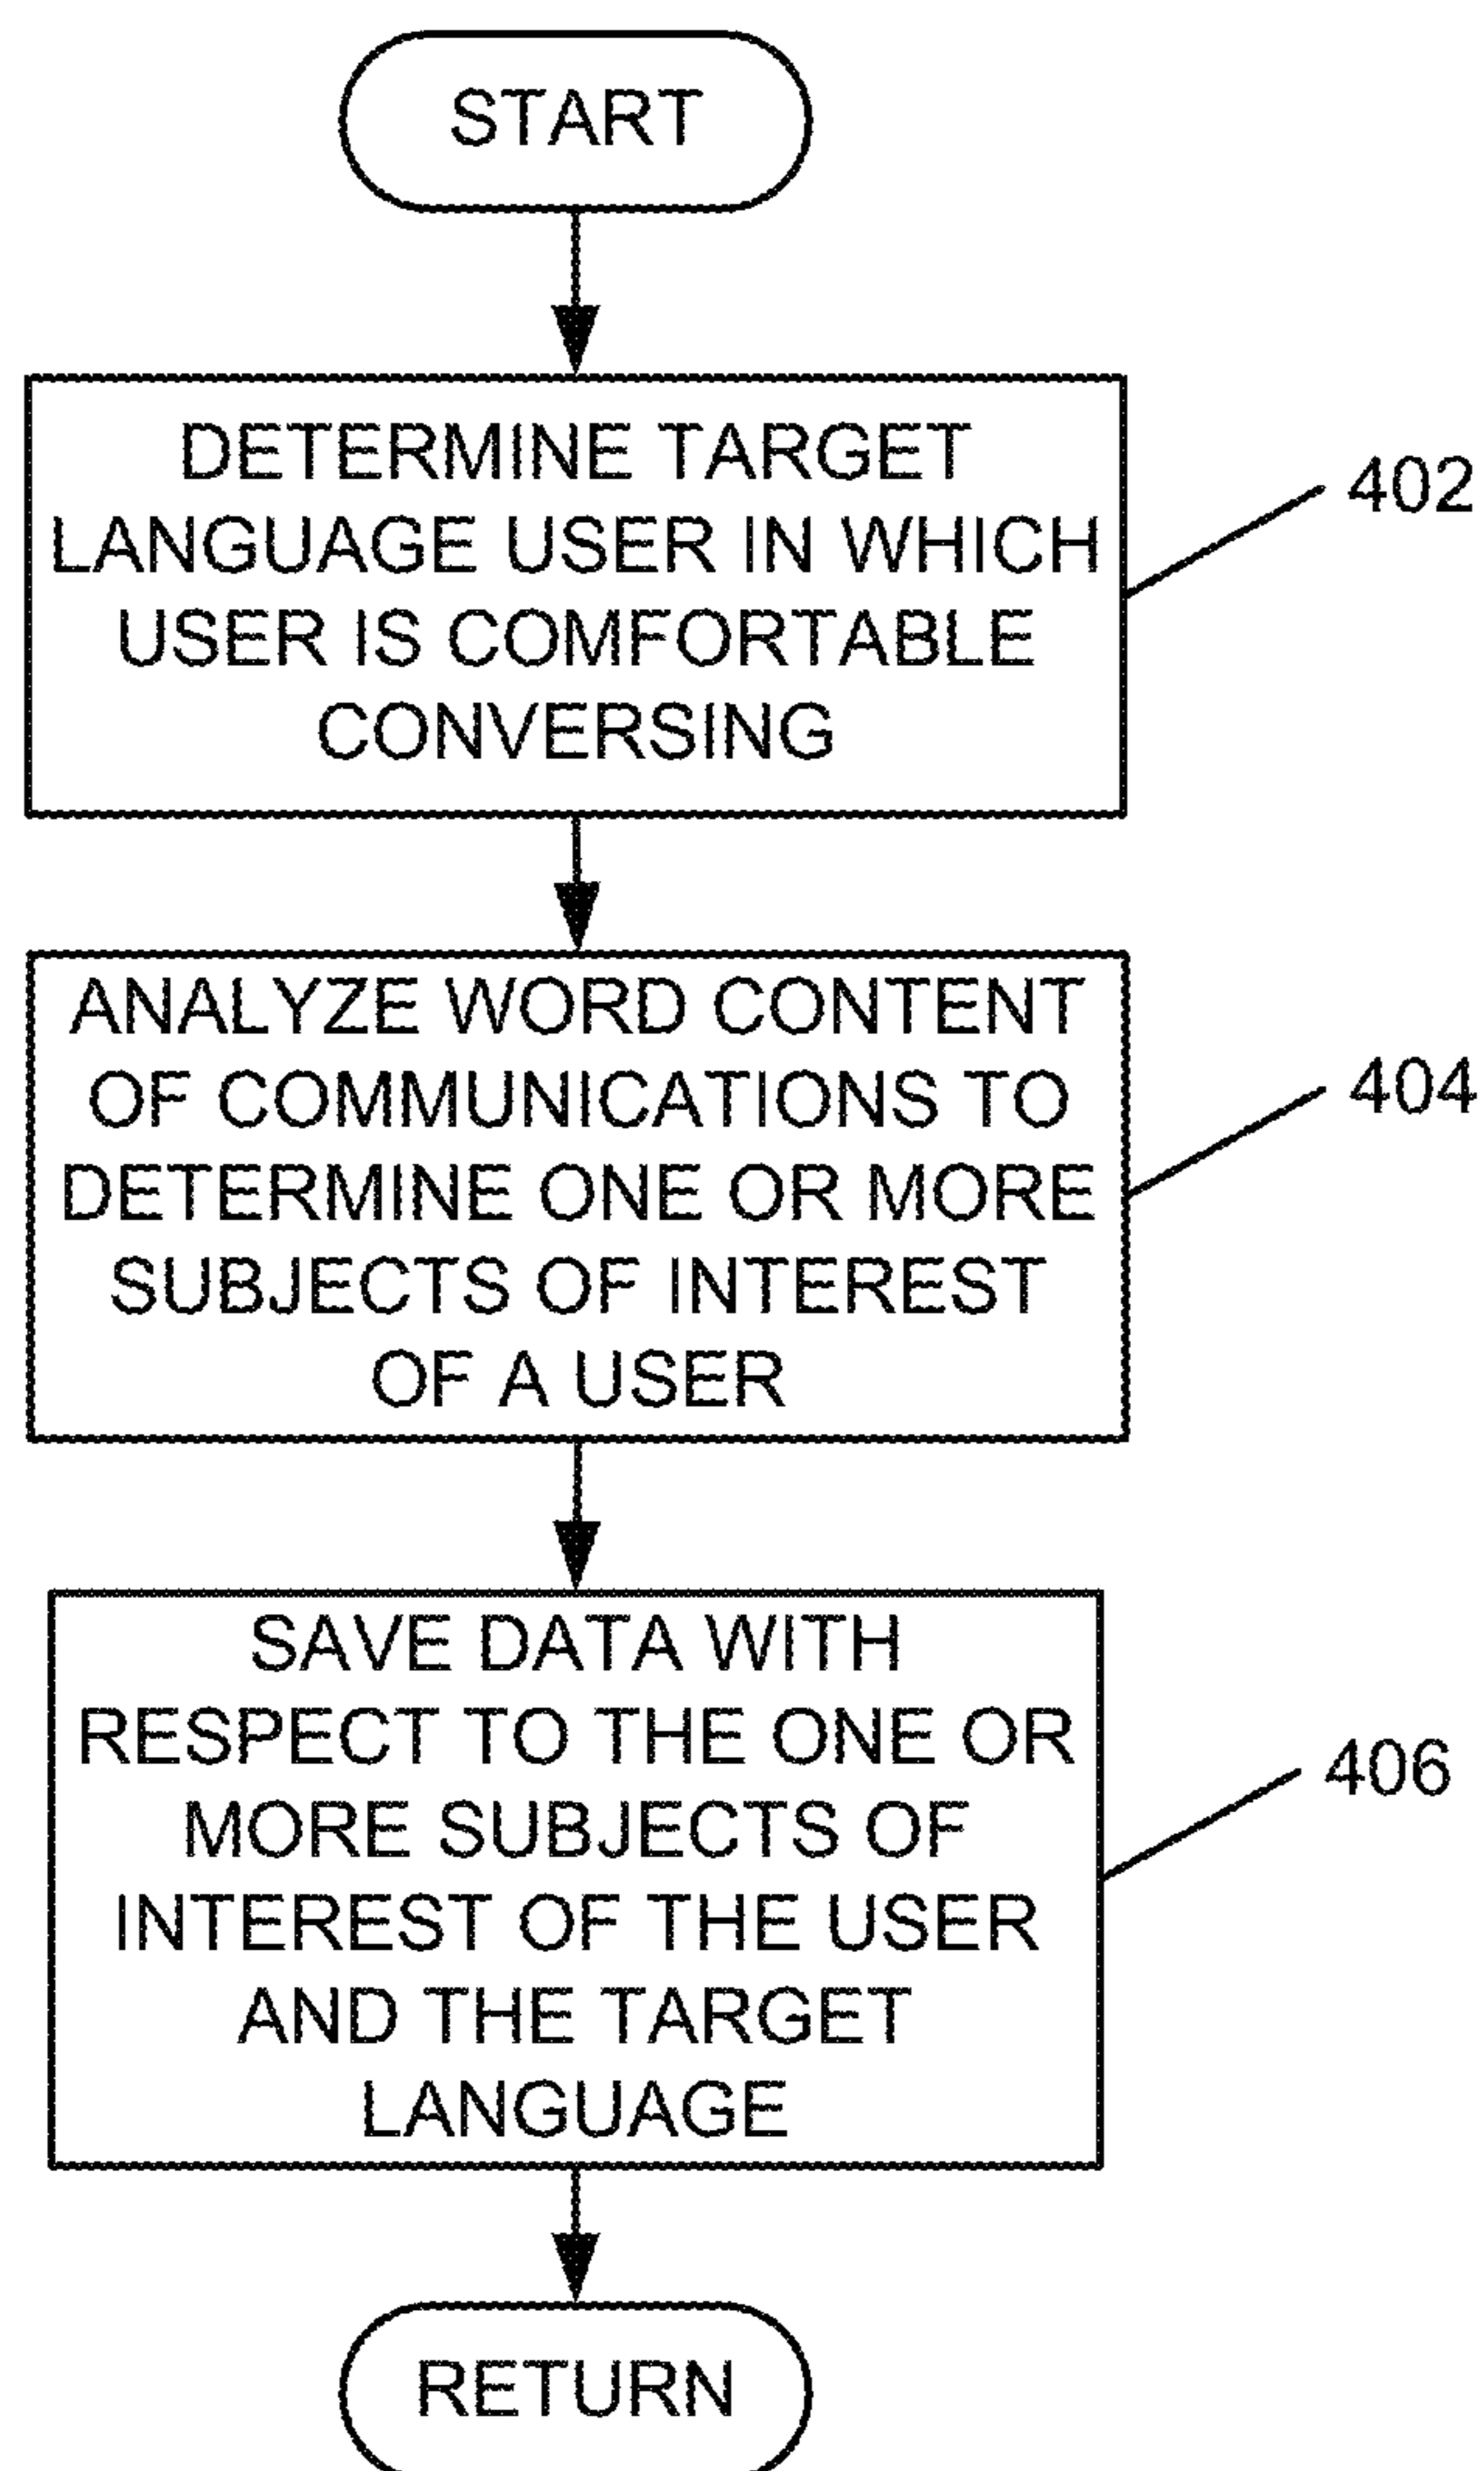 START
DETERMINE TARGET
LANGUAGE USER IN WHICH
USER IS COMFORTABLE
CONVERSING
402
ANALYZE WORD CONTENT
OF COMMUNICATIONS TO
DETERMINE ONE OR MORE
SUBJECTS OF INTEREST
OF A USER
404
SAVE DATA WITH
RESPECT TO THE ONE OR
MORE SUBJECTS OF
INTEREST OF THE USER
AND THE TARGET
LANGUAGE
406
RETURN